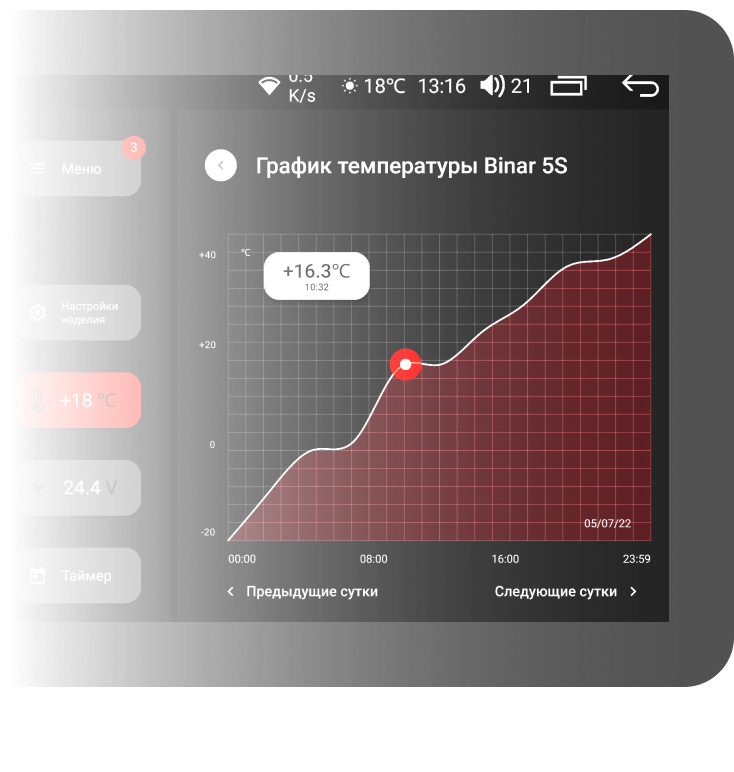 0.5
K/s
18°C
13:16
21
3
Меню
График температуры Binar 5S
+40
°C
+16.3°C
10:32
Настройки
изделия
+20
+18 °C
0
24.4 V
-20
05/07/22
00:00
08:00
16:00
23:59
Таймер
Предыдущие сутки
Следующие сутки